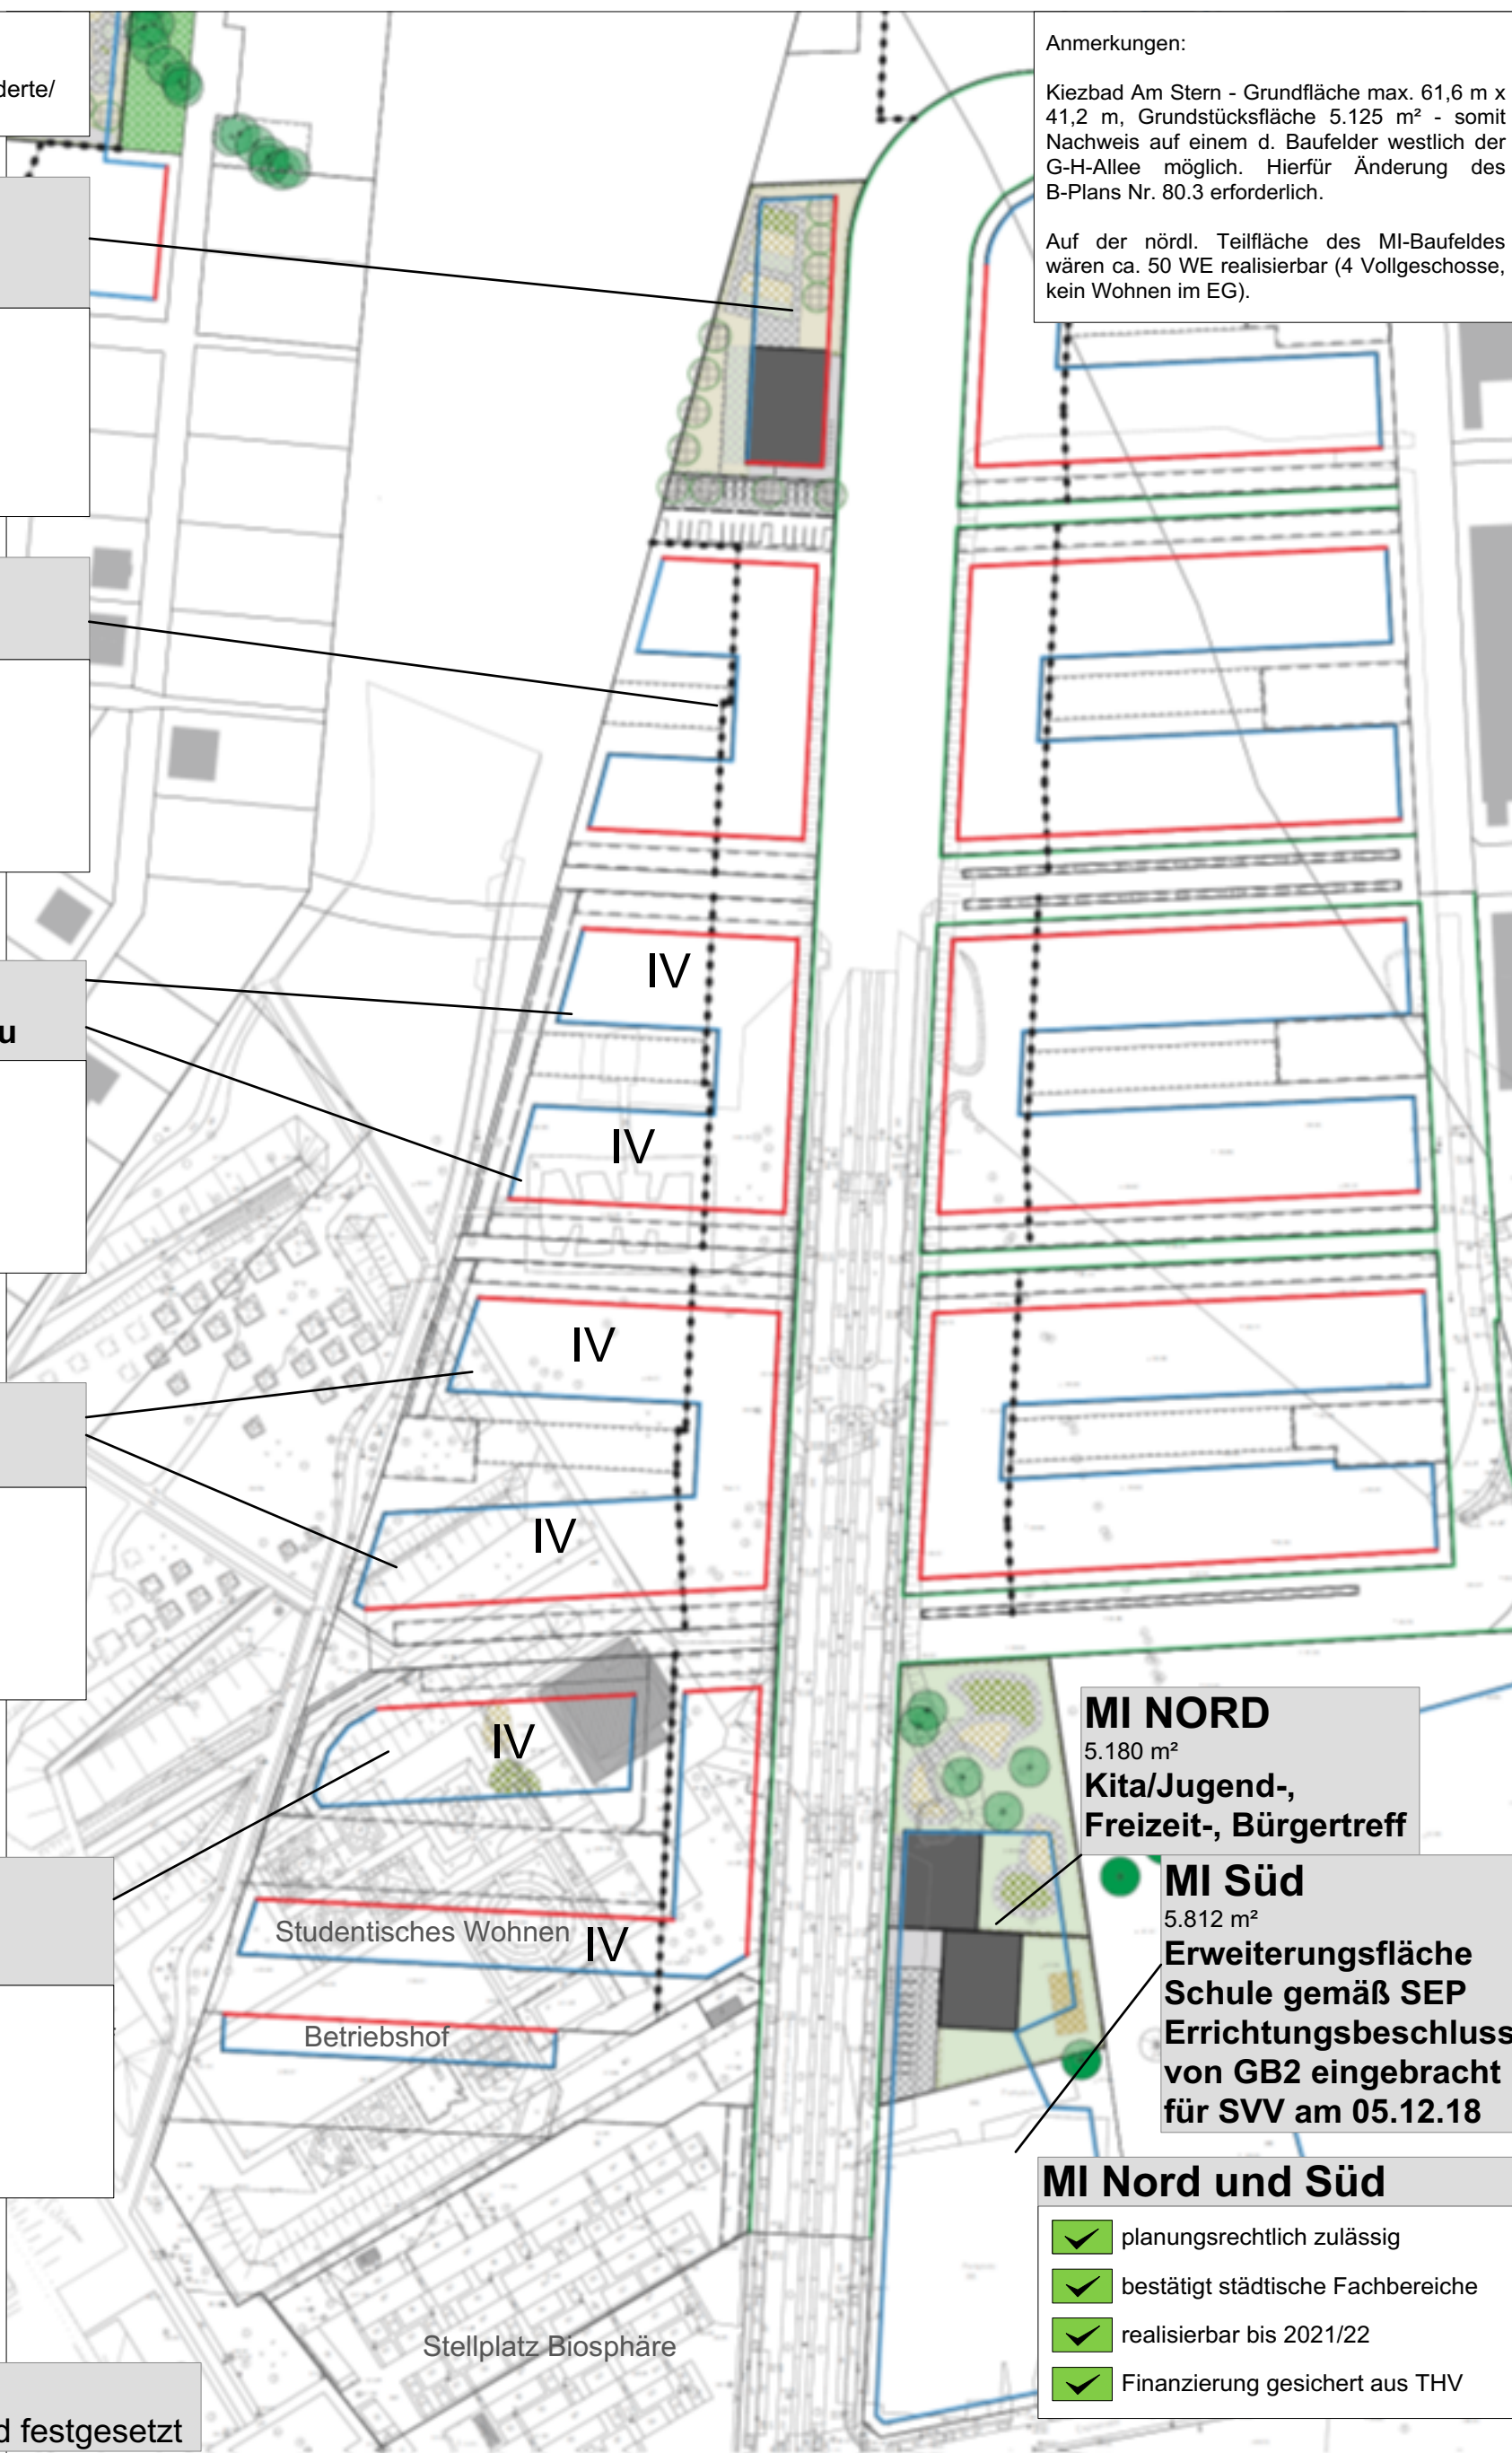 derte/
Anmerkungen:
Kiezbad Am Stern - Grundfläche max. 61,6 m x
41,2 m, Grundstücksfläche 5.125 m² - somit
Nachweis auf einem d. Baufelder westlich der
G-H-Allee möglich. Hierfür Änderung des
B-Plans Nr. 80.3 erforderlich.
Auf der nördl. Teilfläche des MI-Baufeldes
wären ca. 50 WE realisierbar (4 Vollgeschosse,
kein Wohnen im EG).
IV
u
IV
IV
IV
IV
MI NORD
5.180 m²
Kita/Jugend-,
Freizeit-, Bürgertreff
MI Süd
5.812 m²
Erweiterungsfläche
Schule gemäß SEP
Errichtungsbeschluss
von GB2 eingebracht
für SVV am 05.12.18
Studentisches Wohnen
IV
Betriebshof
MI Nord und Süd
planungsrechtlich zulässig
bestätigt städtische Fachbereiche
realisierbar bis 2021/22
Finanzierung gesichert aus THV
Stellplatz Biosphäre
d festgesetzt